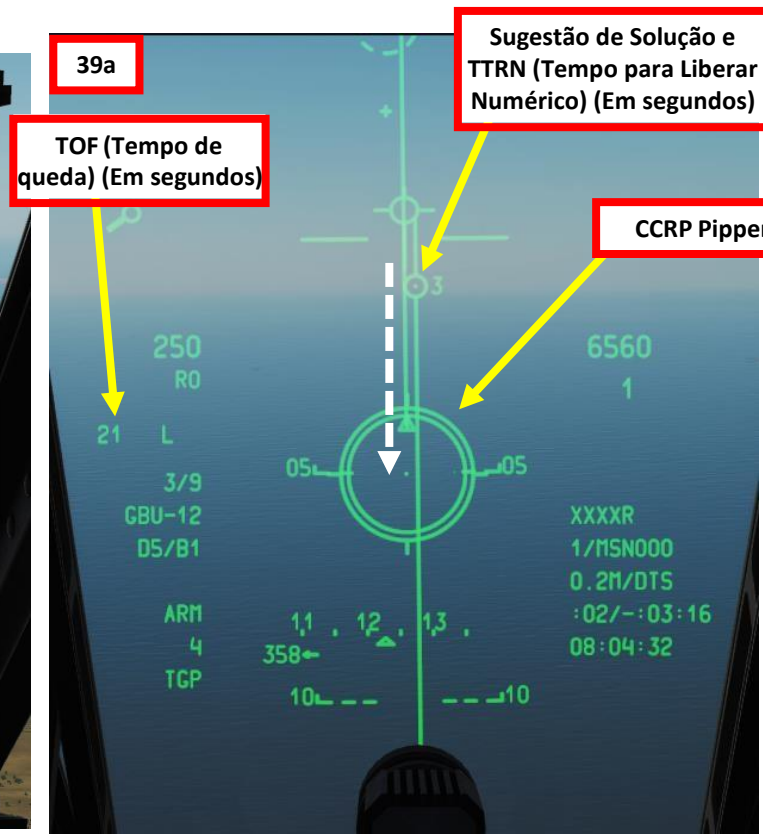 39a
Sugestão de Solução e
TTRN (Tempo para Liberar
Numérico) (Em segundos)
TOF (Tempo de
queda) (Em segundos)
CCRP Pipper
3
250
R0
6560
1
21 L
05 05
3/9
GBU-12
D5/B1
XXXXR
1/MSN000
0.2M/DTS
:02/-:03:16
08:04:32
ARM
4
TGP
11 . 12 . 13 .
358←
10 10